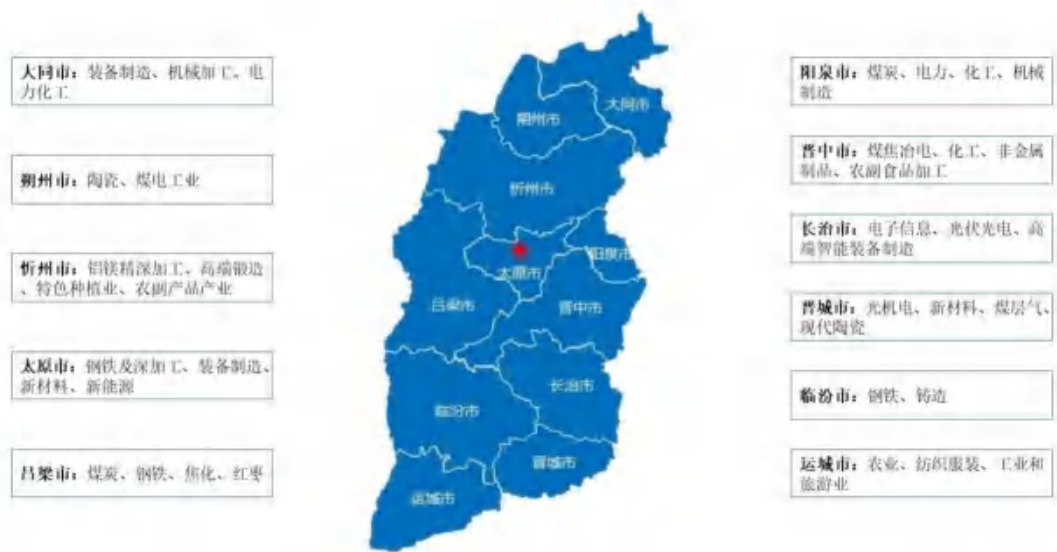 大同市：装备制造、机械加工、电
力化工
朔州市：陶瓷、煤电工业
忻州市：铝镁精深加工、高端锻造
、特色种植业、农副产品产业
太原市：钢铁及深加工、装备制造、
新材料、新能源
吕梁市：煤炭、钢铁、焦化、红枣
大同市
朔州市
忻州市
阳泉市
太原市
吕梁市
晋中市
长治市
临汾市
晋城市
运城市
阳泉市：煤炭、电力、化工、机械
制造
晋中市：煤焦冶电、化工、非金属
制品、农副食品加工
长治市：电子信息、光伏光电、高
端智能装备制造
晋城市：光机电、新材料、煤层气、
现代陶瓷
临汾市：钢铁、铸造
运城市：农业、纺织服装、工业和
旅游业